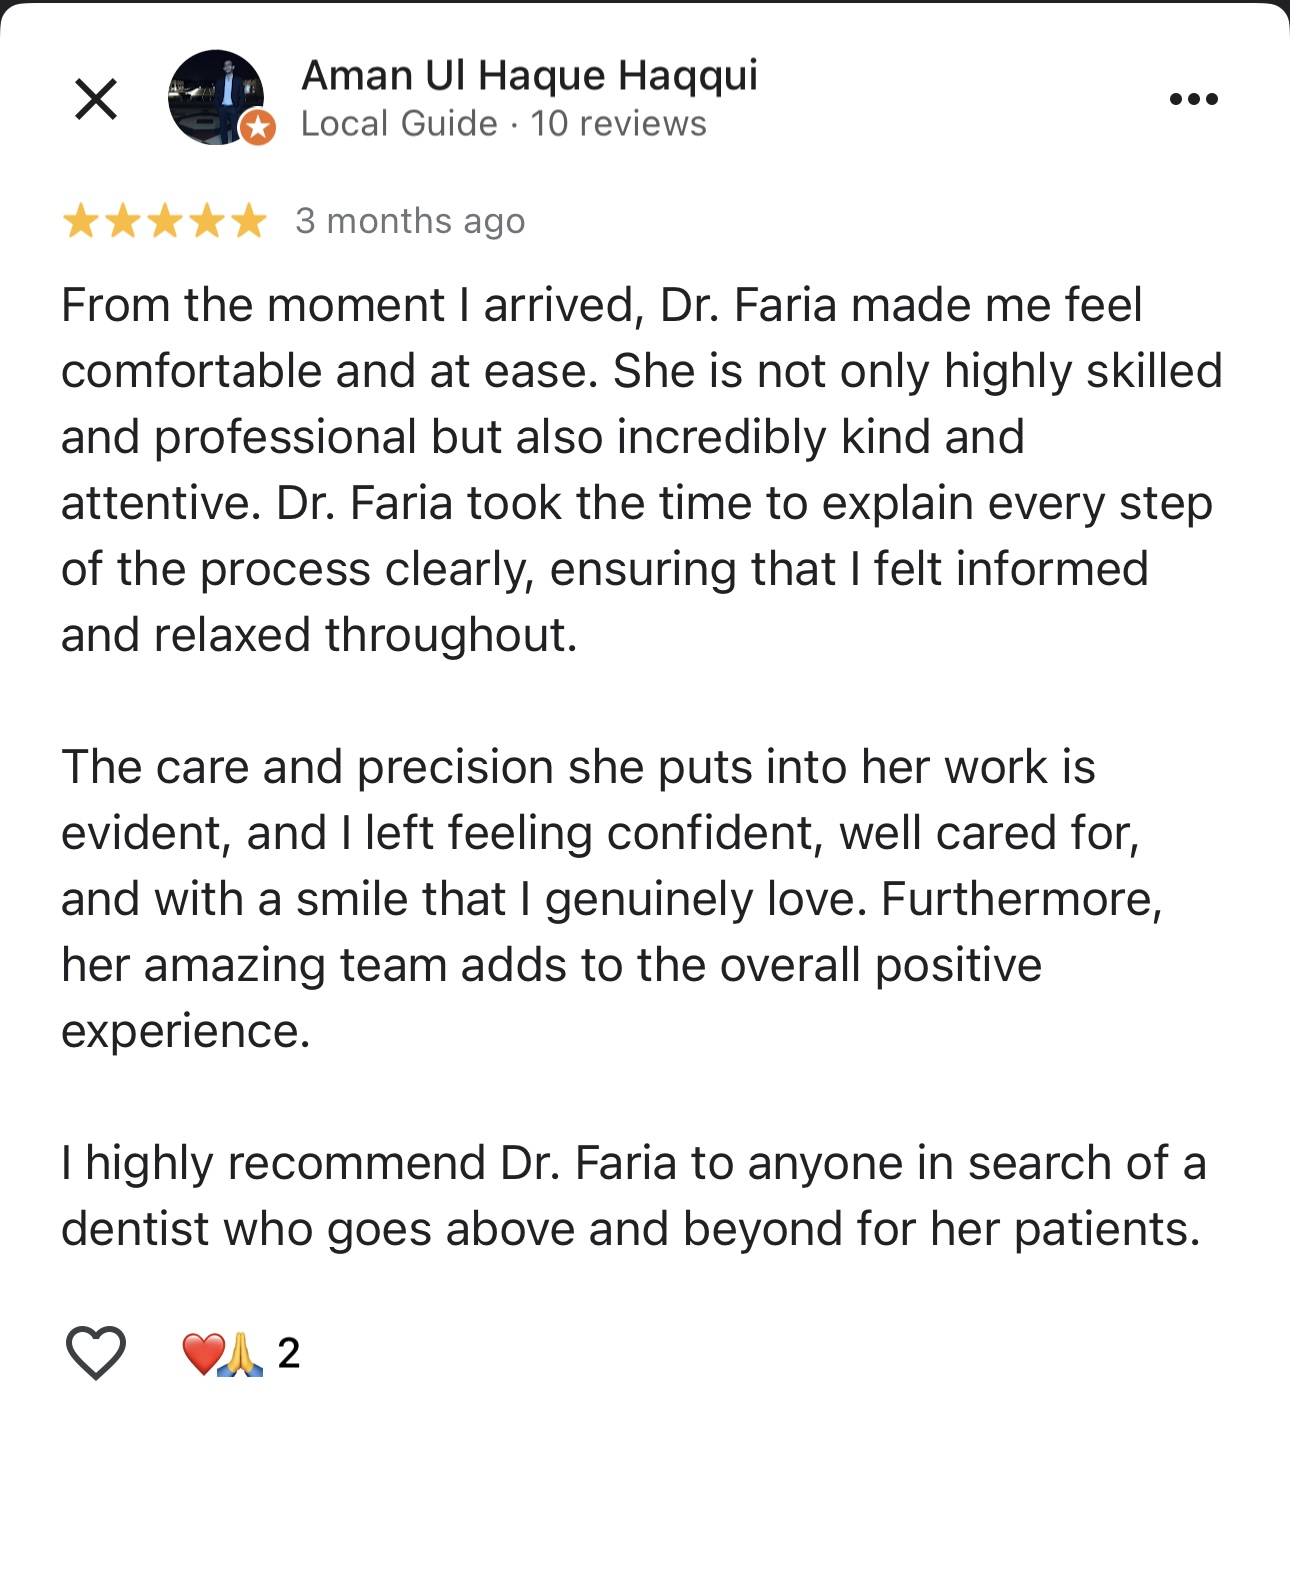 Aman Ul Haque Haqqui
Local Guide · 10 reviews
3 months ago
From the moment I arrived, Dr. Faria made me feel
comfortable and at ease. She is not only highly skilled
and professional but also incredibly kind and
attentive. Dr. Faria took the time to explain every step
of the process clearly, ensuring that I felt informed
and relaxed throughout.
The care and precision she puts into her work is
evident, and I left feeling confident, well cared for,
and with a smile that I genuinely love. Furthermore,
her amazing team adds to the overall positive
experience.
I highly recommend Dr. Faria to anyone in search of a
dentist who goes above and beyond for her patients.
❤️🙏 2